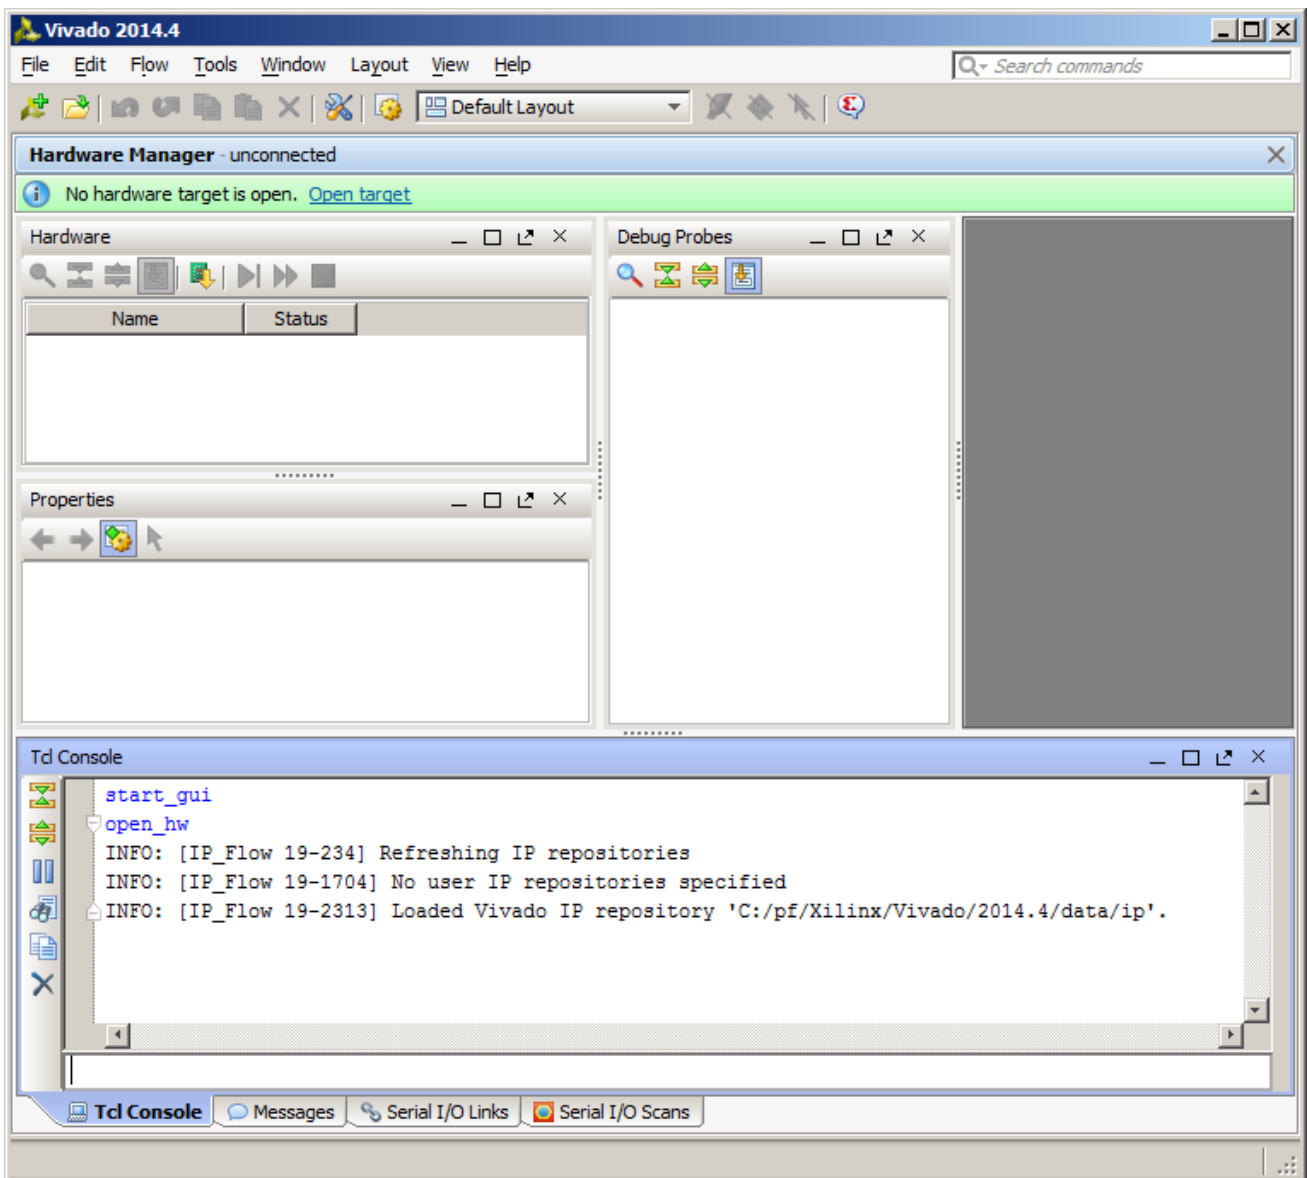 Vivado 2014.4
File Edit Flow Tools Window Layout View Help
Search commands
Default Layout
Hardware Manager - unconnected
No hardware target is open. Open target
Hardware
Name Status
Properties
Debug Probes
Tcl Console
start_gui
open_hw
INFO: [IP_Flow 19-234] Refreshing IP repositories
INFO: [IP_Flow 19-1704] No user IP repositories specified
INFO: [IP_Flow 19-2313] Loaded Vivado IP repository 'C:/pf/Xilinx/Vivado/2014.4/data/ip'.
Tcl Console Messages Serial I/O Links Serial I/O Scans